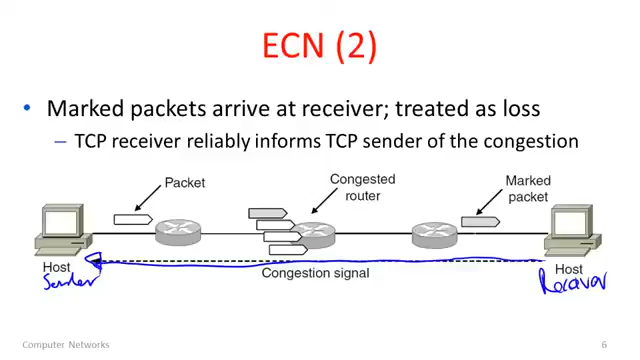 ECN (2)
• Marked packets arrive at receiver; treated as loss
– TCP receiver reliably informs TCP sender of the congestion
Packet
Congested
router
Marked
packet
Host
Sender
Congestion signal
Host
Computer Networks
6